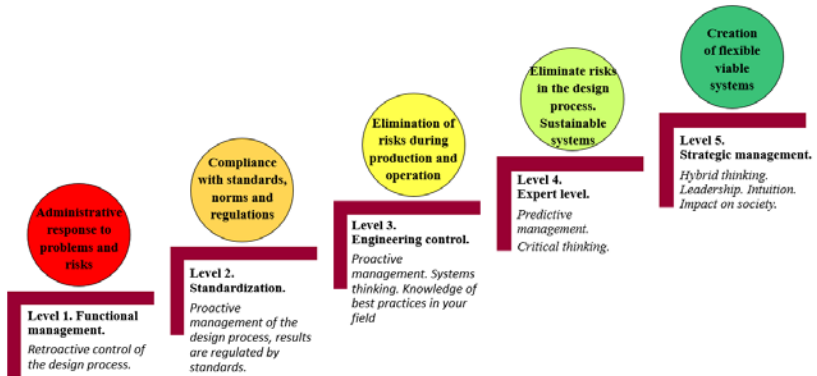 Administrative
response to
problems and
risks
Level 1. Functional
management.
Retroactive control of
the design process.
Compliance
with standards,
norms and
regulations
Level 2.
Standardization.
Proactive
management of the
design process, results
are regulated by
standards.
Elimination of
risks during
production and
operation
Level 3.
Engineering control.
Proactive
management. Systems
thinking. Knowledge of
best practices in your
field
Eliminate risks
in the design
process.
Sustainable
systems
Level 4.
Expert level.
Predictive
management.
Critical thinking.
Creation
of flexible
viable
systems
Level 5.
Strategic management.
Hybrid thinking.
Leadership. Intuition.
Impact on society.